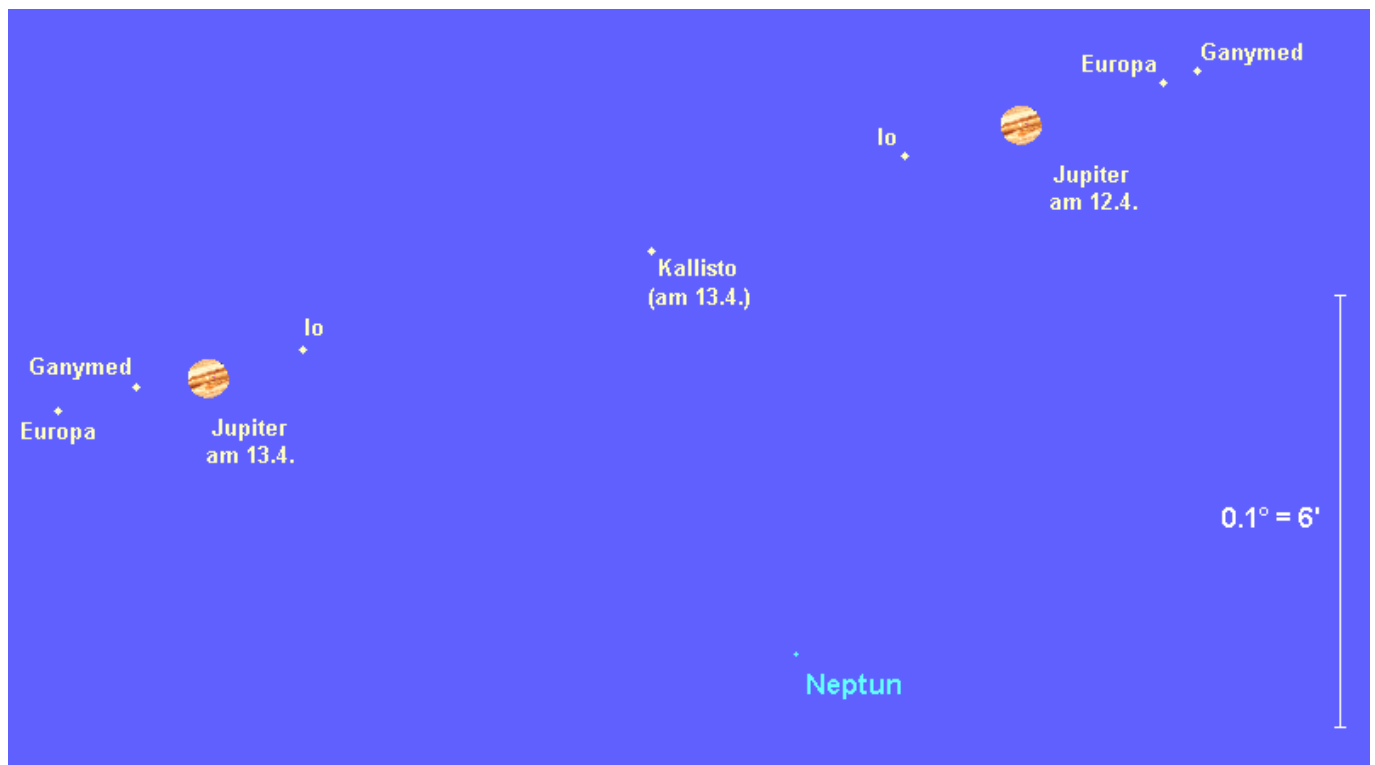 Ganymed
Europa
Io
Jupiter
am 12.4.
Kallisto
(am 13.4.)
Io
Ganymed
Europa
Jupiter
am 13.4.
0.1° = 6'
Neptun